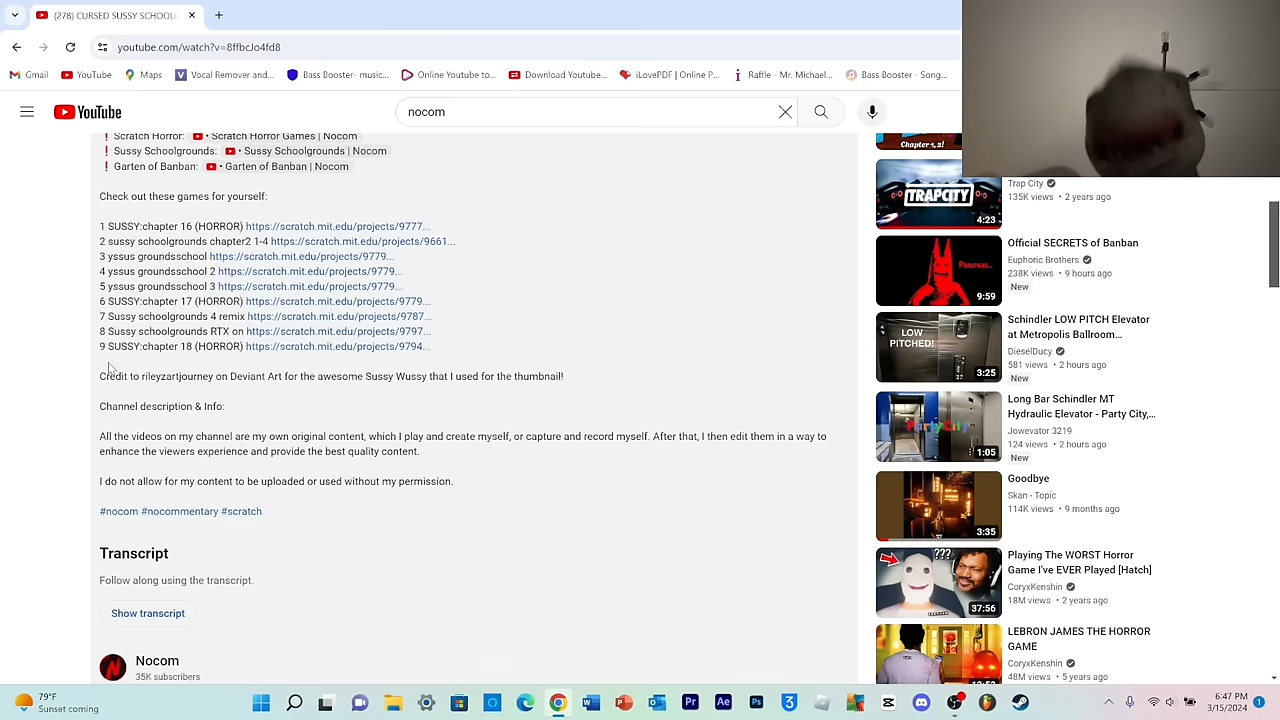 (278) CURSED SUSSY SCHOOLG
youtube.com/watch?v=8ffbcJo4fd8
Gmail
YouTube
Maps
Vocal Remover and...
Bass Booster- music...
Online Youtube to...
Download Youtube...
iLovePDF | Online P...
Raffle - Mr. Michael...
Bass Booster - Song...
YouTube
nocom
! Scratch Horror: • Scratch Horror Games | Nocom
! Sussy Schoolgrounds: • Sussy Schoolgrounds | Nocom
! Garten of Banban: • Garten of Banban | Nocom
Check out these games for yourself:
1 SUSSY:chapter 16 (HORROR) https://scratch.mit.edu/projects/9777...
2 sussy schoolgrounds chapter2 1-4 https://scratch.mit.edu/projects/9661...
3 yssus groundsschool https://scratch.mit.edu/projects/9779...
4 yssus groundsschool 2 https://scratch.mit.edu/projects/9779...
5 yssus groundsschool 3 https://scratch.mit.edu/projects/9779...
6 SUSSY:chapter 17 (HORROR) https://scratch.mit.edu/projects/9779...
7 Sussy schoolgrounds 4 remix https://scratch.mit.edu/projects/9787...
8 Sussy schoolgrounds RTX on https://scratch.mit.edu/projects/9797...
9 SUSSY:chapter 18 (HORROR) https://scratch.mit.edu/projects/9792...
Credit to rileyzartjourney on Deviant Art for the image of Sussy Wussy that I used for the thumbnail!
Channel description & Info:
All the videos on my channel are my own original content, which I play and create myself, or capture and record myself. After that, I then edit them in a way to
enhance the viewers experience and provide the best quality content.
I do not allow for my content to be reuploaded or used without my permission.
#nocom #nocommentary #scratch
Transcript
Follow along using the transcript.
Show transcript
Nocom
35K subscribers
Chapter 1, 2!
TRAPCITY
4:23
Trap City
135K views • 2 years ago
Pancreas...
9:59
Official SECRETS of Banban
Euphoric Brothers
238K views • 9 hours ago
New
LOW
PITCHED!
3:25
Schindler LOW PITCH Elevator
at Metropolis Ballroom...
DieselDucy
581 views • 2 hours ago
New
Party City
1:05
Long Bar Schindler MT
Hydraulic Elevator - Party City,...
Jowevator 3219
124 views • 2 hours ago
New
3:35
Goodbye
Skan - Topic
114K views • 9 months ago
???
37:56
Playing The WORST Horror
Game I've EVER Played [Hatch]
CoryxKenshin
18M views • 2 years ago
LEBRON JAMES THE HORROR
GAME
CoryxKenshin
48M views • 5 years ago
79°F
Sunset coming
6:47 PM
3/15/2024